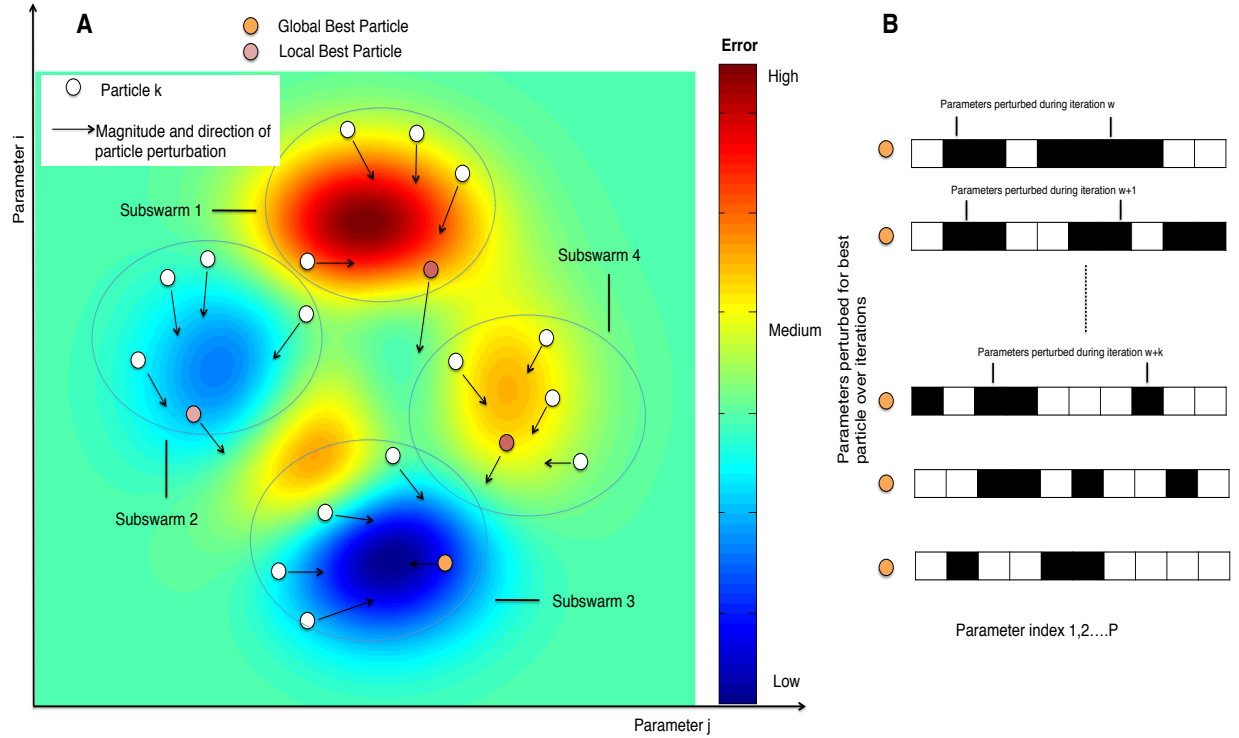 A
Global Best Particle
Local Best Particle
Particle k
Magnitude and direction of
particle perturbation
Parameter i
Subswarm 1
Subswarm 4
Subswarm 2
Subswarm 3
Parameter j
Error
High
Medium
Low
B
Parameters perturbed for best
particle over iterations
Parameters perturbed during iteration w
Parameters perturbed during iteration w+1
Parameters perturbed during iteration w+k
Parameter index 1,2....P